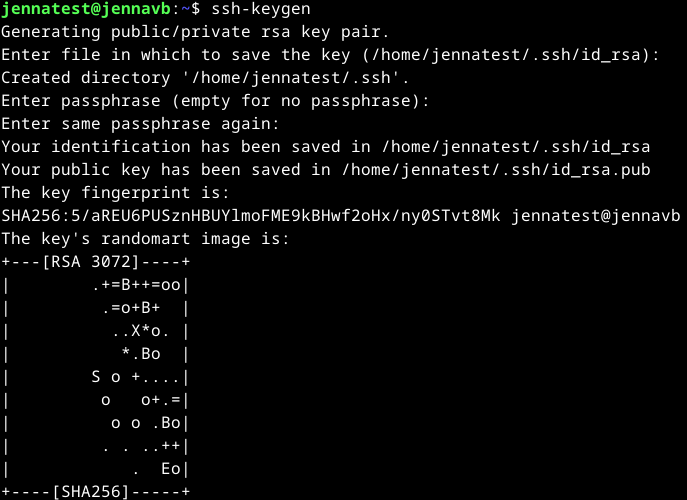 jennatest@jennavb:~$ ssh-keygen
Generating public/private rsa key pair.
Enter file in which to save the key (/home/jennatest/.ssh/id_rsa):
Created directory '/home/jennatest/.ssh'.
Enter passphrase (empty for no passphrase):
Enter same passphrase again:
Your identification has been saved in /home/jennatest/.ssh/id_rsa
Your public key has been saved in /home/jennatest/.ssh/id_rsa.pub
The key fingerprint is:
SHA256:5/aREU6PUSznHBUYlmoFME9kBHwf2oHx/ny0STvt8Mk jennatest@jennavb
The key's randomart image is:
+---[RSA 3072]----+
|        .+=B++=oo|
|         .=o+B+  |
|          ..X*o. |
|           *.Bo  |
|        S o +....|
|         o   o+.=|
|          o o .Bo|
|         . . ..++|
|            .  Eo|
+----[SHA256]-----+